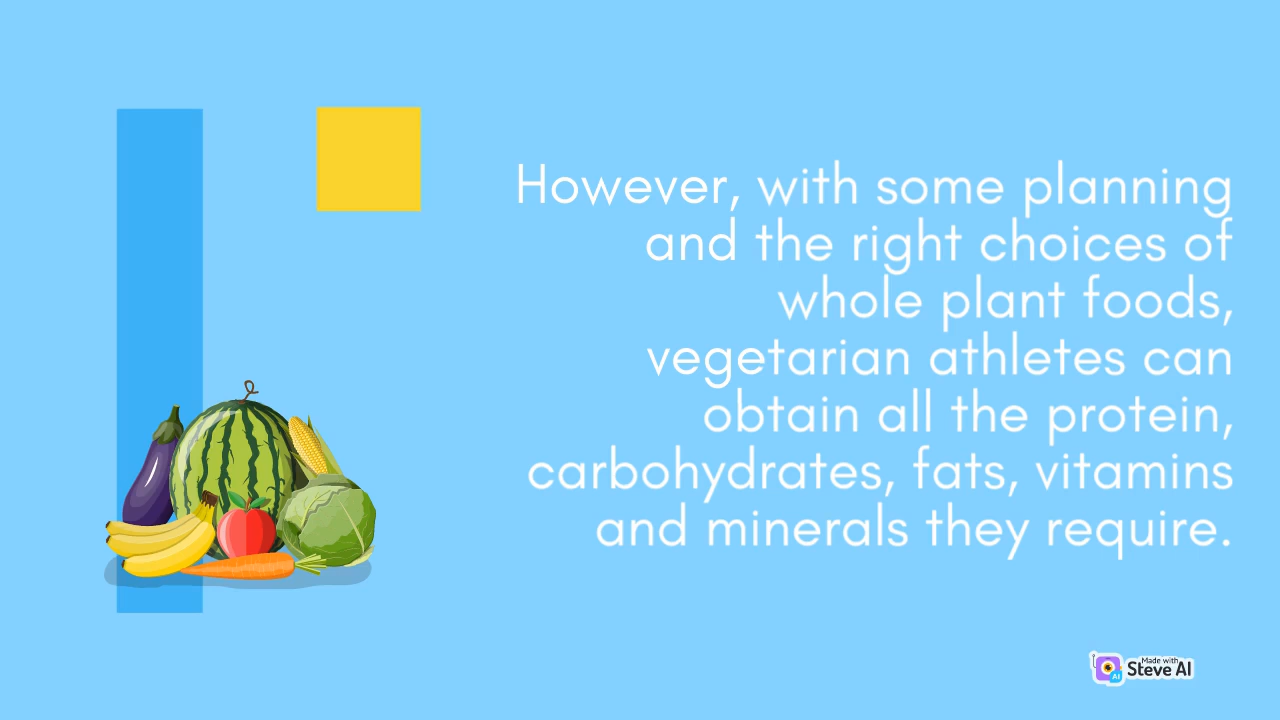 However, with some planning
and the right choices of
whole plant foods,
vegetarian athletes can
obtain all the protein,
carbohydrates, fats, vitamins
and minerals they require.
Made with
Steve AI
AI